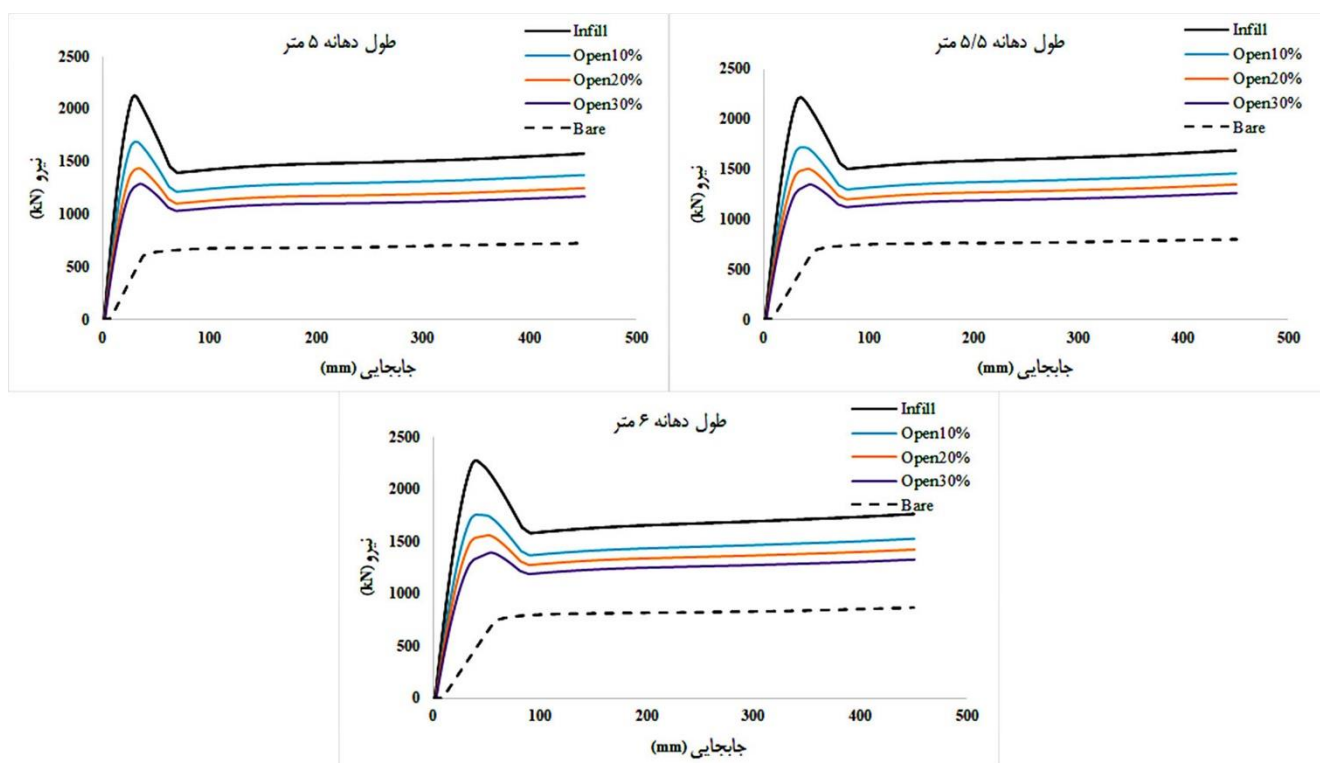 طول دهانه ۵ متر
Infill
Open10%
Open20%
Open30%
Bare
2500
2000
1500
1000
500
0
نیرو (kN)
0 100 200 300 400 500
جابجایی (mm)
طول دهانه ۵/۵ متر
Infill
Open10%
Open20%
Open30%
Bare
2500
2000
1500
1000
500
0
نیرو (kN)
0 100 200 300 400 500
جابجایی (mm)
طول دهانه ۶ متر
Infill
Open10%
Open20%
Open30%
Bare
2500
2000
1500
1000
500
0
نیرو (kN)
0 100 200 300 400 500
جابجایی (mm)